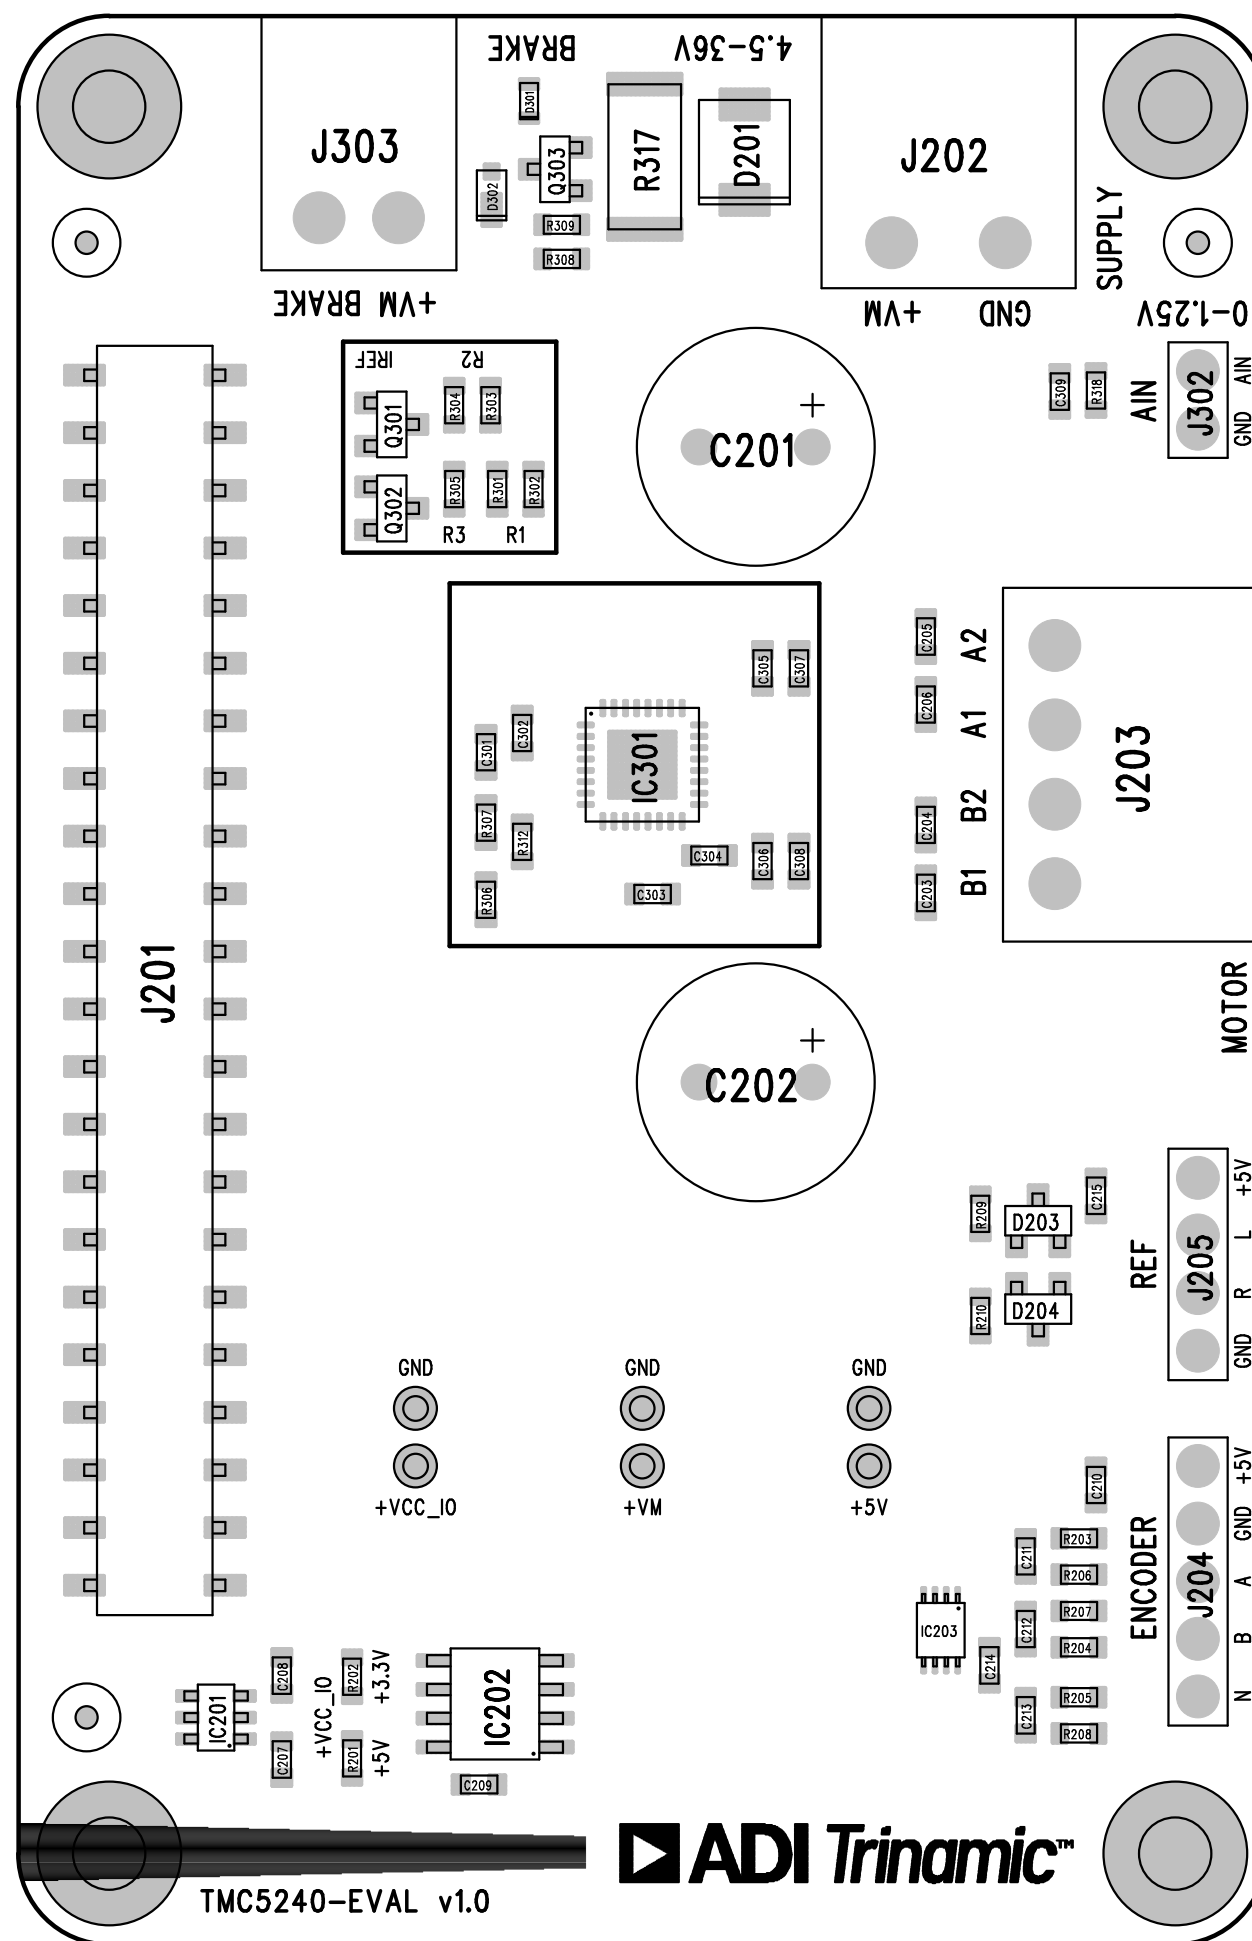 BRAKE
4.5-36V
D301
J303
Q303
R317
D201
J202
D302
R309
R308
SUPPLY
+VM BRAKE
+VM
GND
0-1.25V
IREF
R2
Q301
R304
R303
C201
+
C309
R318
AIN
J302
AIN
GND
Q302
R305
R301
R302
R3
R1
C205
A2
C305
C307
C206
A1
C301
C302
IC301
J203
R307
R312
C204
B2
C304
C306
C308
R306
C303
C203
B1
J201
MOTOR
+
C202
R209
D203
C215
+5V
L
REF
J205
R
R210
D204
GND
GND
GND
GND
+VCC_IO
+VM
+5V
C210
+5V
GND
C211
R203
R206
ENCODER
J204
A
IC203
C212
R207
R204
B
C214
C213
R205
R208
N
IC201
C208
C207
+VCC_IO
R202
R201
+3.3V
+5V
IC202
C209
ADI Trinamic™
TMC5240-EVAL v1.0